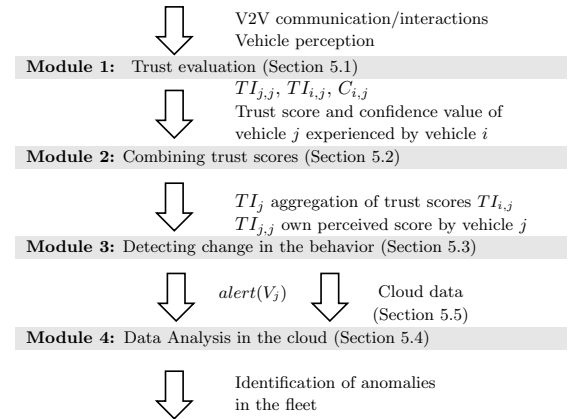 V2V communication/interactions
Vehicle perception
Module 1: Trust evaluation (Section 5.1)
TI_{j,j}, TI_{i,j}, C_{i,j}
Trust score and confidence value of
vehicle j experienced by vehicle i
Module 2: Combining trust scores (Section 5.2)
TI_j aggregation of trust scores TI_{i,j}
TI_{j,j} own perceived score by vehicle j
Module 3: Detecting change in the behavior (Section 5.3)
alert(V_j)
Cloud data
(Section 5.5)
Module 4: Data Analysis in the cloud (Section 5.4)
Identification of anomalies
in the fleet